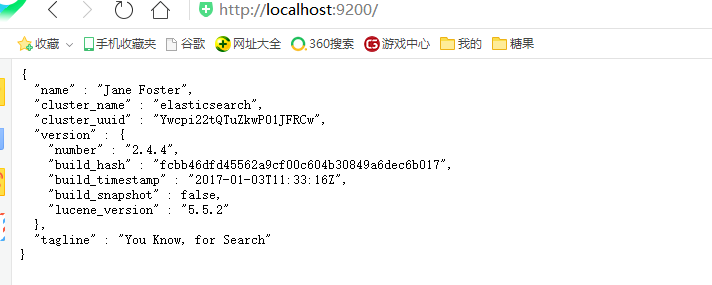 http://localhost:9200/
收藏 手机收藏夹 谷歌 网址大全 360搜索 游戏中心 我的 糖果
{
"name" : "Jane Foster",
"cluster_name" : "elasticsearch",
"cluster_uuid" : "Ywcpi22tQTuZkwPO1JFRCw",
"version" : {
"number" : "2.4.4",
"build_hash" : "fcbb46dfd45562a9cf00c604b30849a6dec6b017",
"build_timestamp" : "2017-01-03T11:33:16Z",
"build_snapshot" : false,
"lucene_version" : "5.5.2"
},
"tagline" : "You Know, for Search"
}